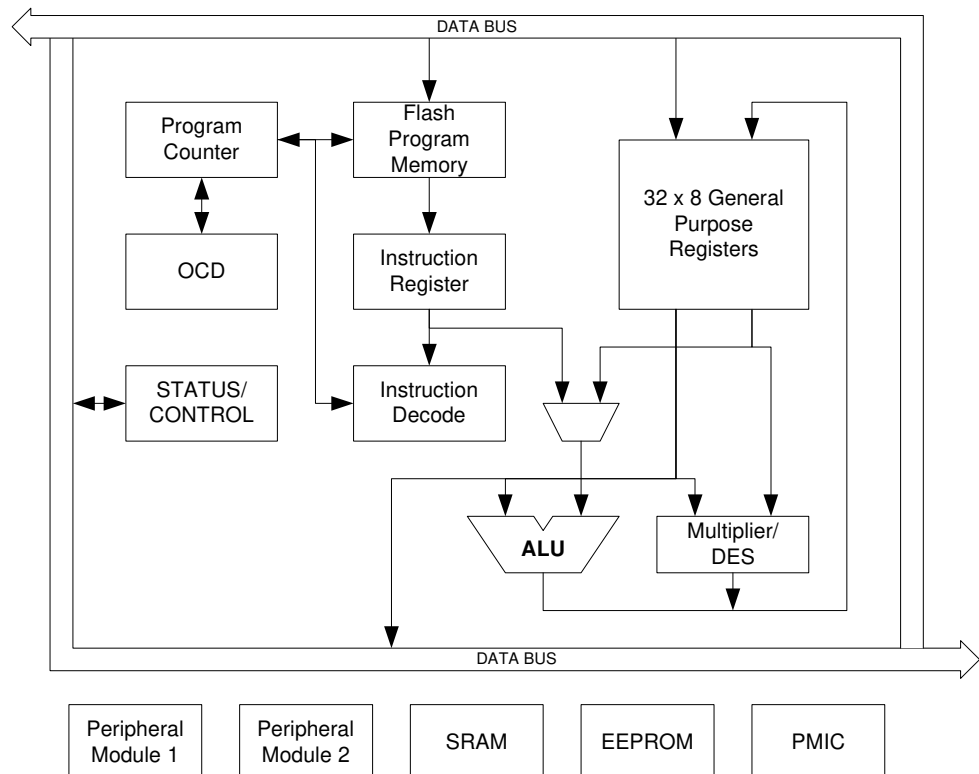 DATA BUS
Program
Counter
Flash
Program
Memory
32 x 8 General
Purpose
Registers
OCD
Instruction
Register
STATUS/
CONTROL
Instruction
Decode
ALU
Multiplier/
DES
DATA BUS
Peripheral
Module 1
Peripheral
Module 2
SRAM
EEPROM
PMIC